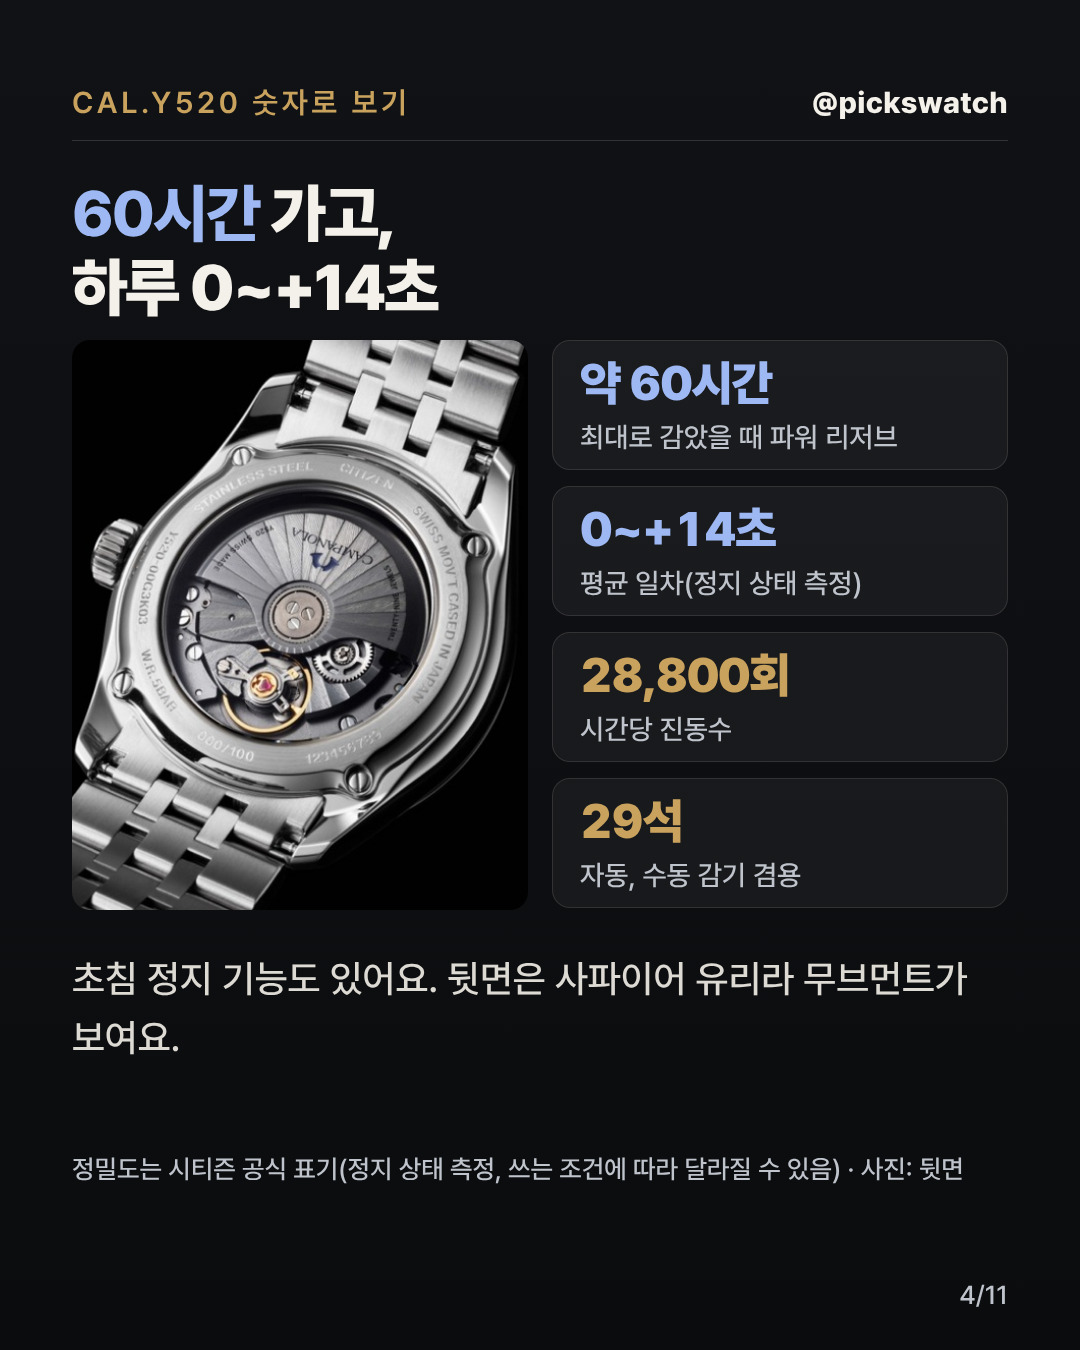 CAL.Y520 숫자로 보기
@pickswatch
60시간 가고,
하루 0~+14초
STAINLESS STEEL CITIZEN SWISS MOV'T CASED IN JAPAN
Y520-00G3K03 W.R.5BAR 000/100 123456793
CAMPANOLA
Y520 SWISS MADE
약 60시간
최대로 감았을 때 파워 리저브
0~+14초
평균 일차(정지 상태 측정)
28,800회
시간당 진동수
29석
자동, 수동 감기 겸용
초침 정지 기능도 있어요. 뒷면은 사파이어 유리라 무브먼트가
보여요.
정밀도는 시티즌 공식 표기(정지 상태 측정, 쓰는 조건에 따라 달라질 수 있음) · 사진: 뒷면
4/11